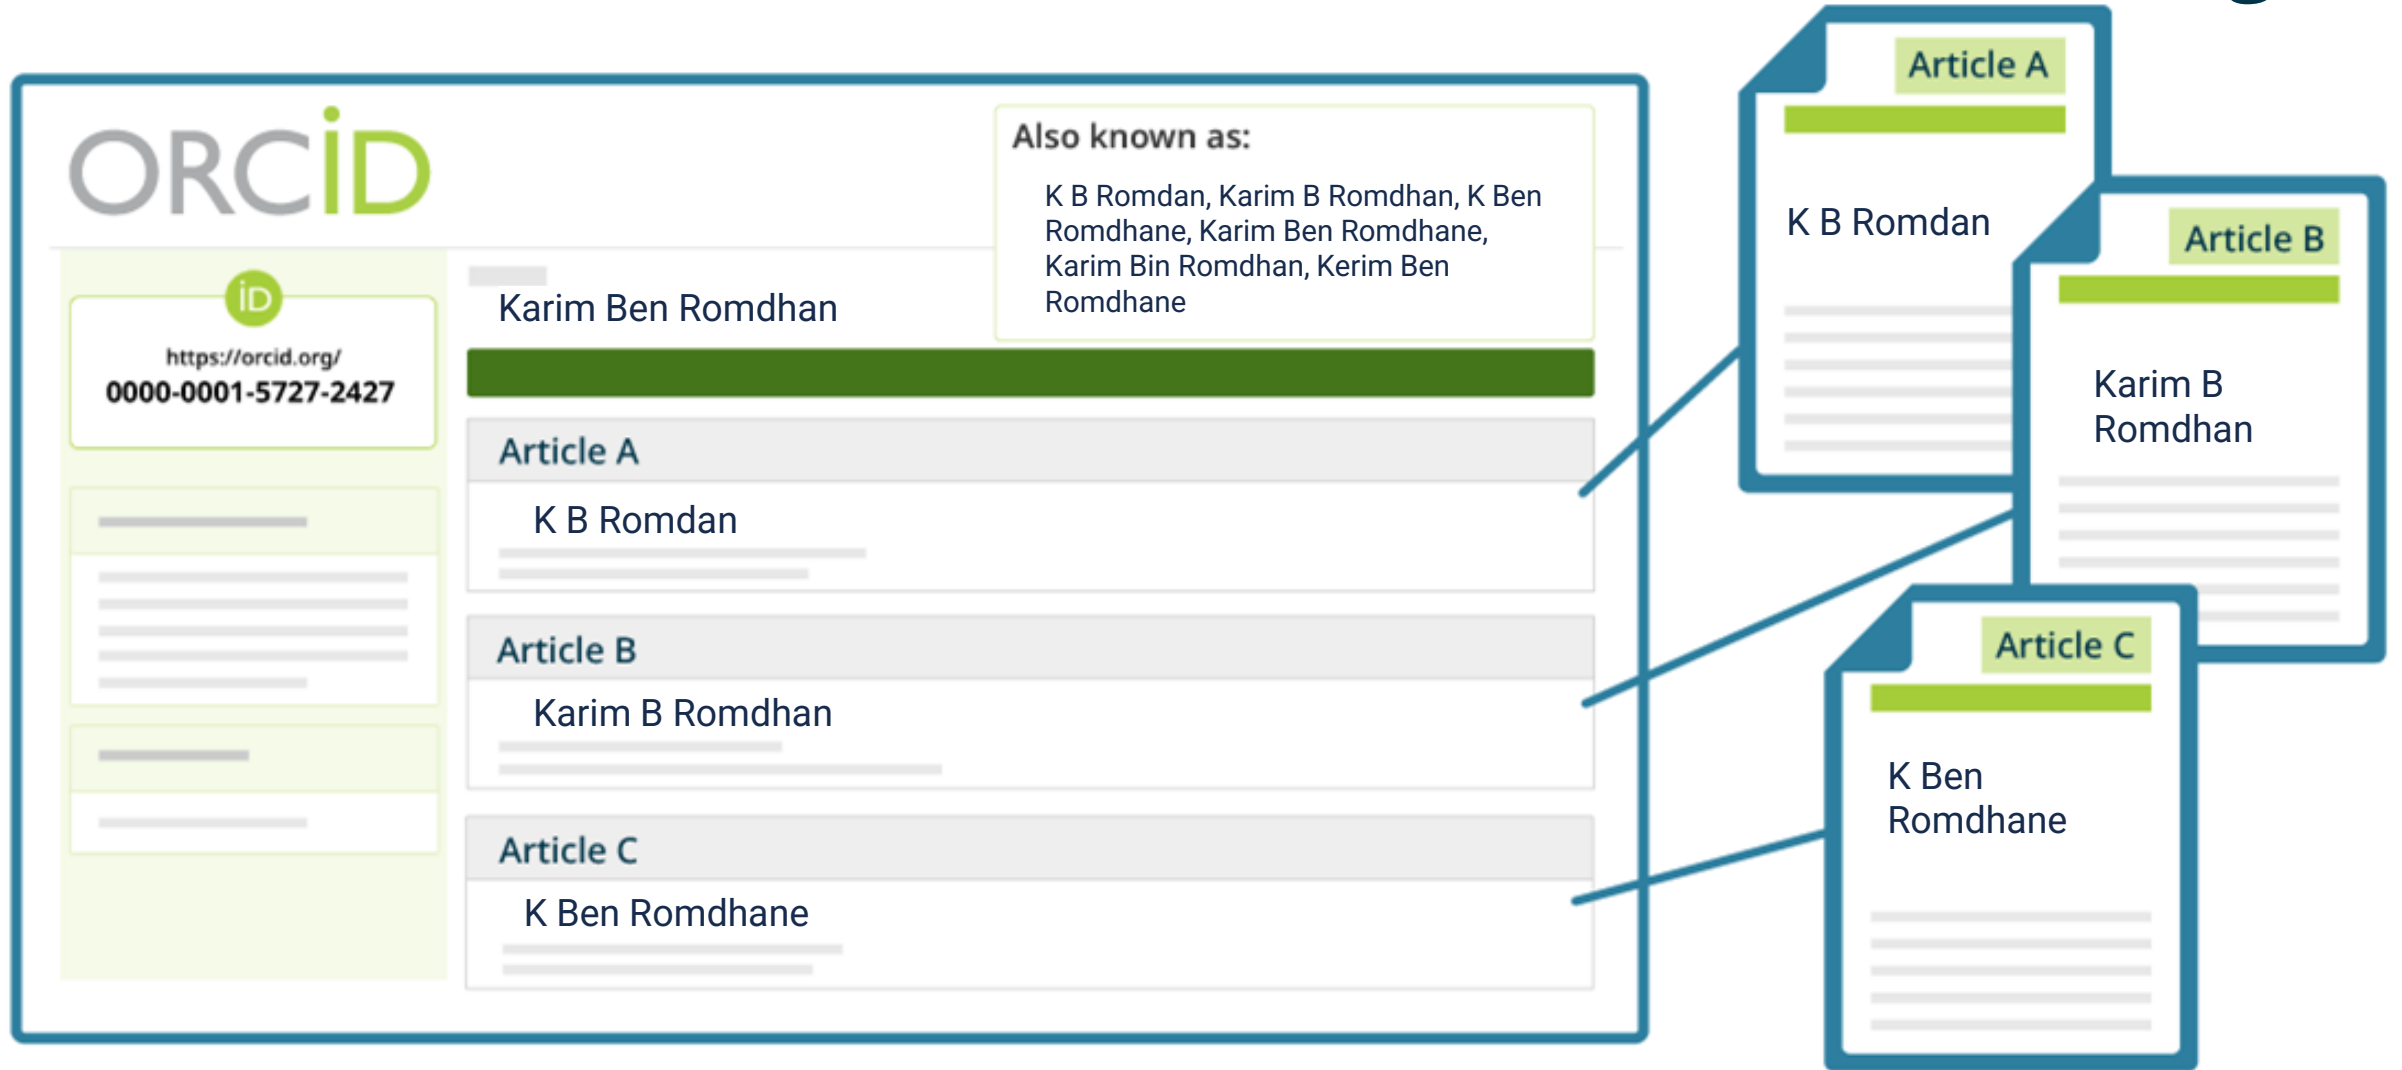 ORCiD
Also known as:
K B Romdan, Karim B Romdhan, K Ben
Romdhane, Karim Ben Romdhane,
Karim Bin Romdhan, Kerim Ben
Romdhane
iD
https://orcid.org/
0000-0001-5727-2427
Karim Ben Romdhan
Article A
K B Romdan
Article B
Karim B Romdhan
Article C
K Ben Romdhane
Article A
K B Romdan
Article B
Karim B
Romdhan
Article C
K Ben
Romdhane